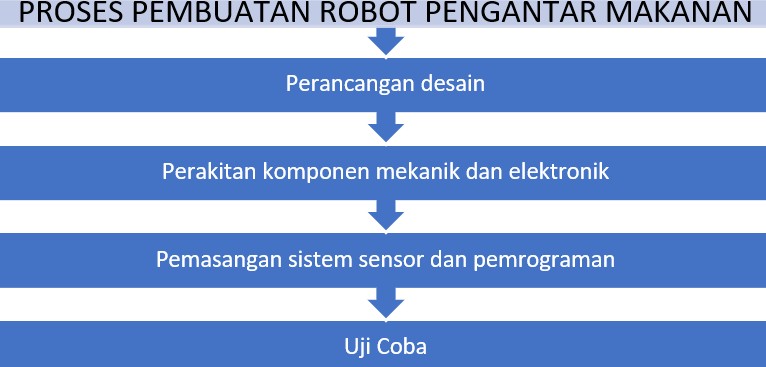 PROSES PEMBUATAN ROBOT PENGANTAR MAKANAN
Perancangan desain
Perakitan komponen mekanik dan elektronik
Pemasangan sistem sensor dan pemrograman
Uji Coba